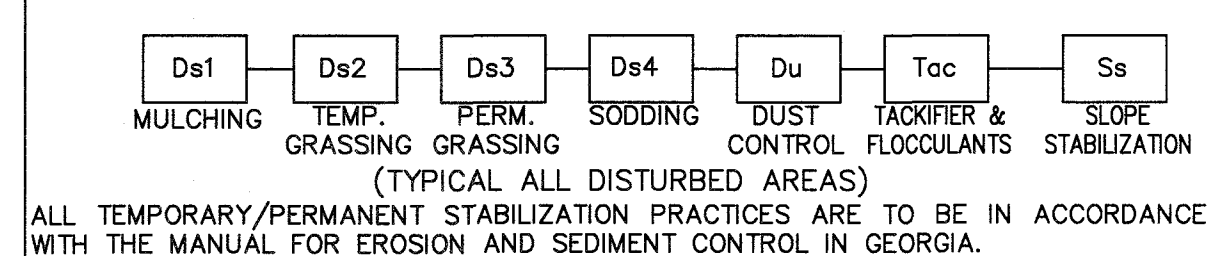 Ds1 Ds2 Ds3 Ds4 Du Tac Ss
MULCHING TEMP. PERM. SODDING DUST TACKIFIER & SLOPE
GRASSING GRASSING CONTROL FLOCCULANTS STABILIZATION
(TYPICAL ALL DISTURBED AREAS)
ALL TEMPORARY/PERMANENT STABILIZATION PRACTICES ARE TO BE IN ACCORDANCE
WITH THE MANUAL FOR EROSION AND SEDIMENT CONTROL IN GEORGIA.